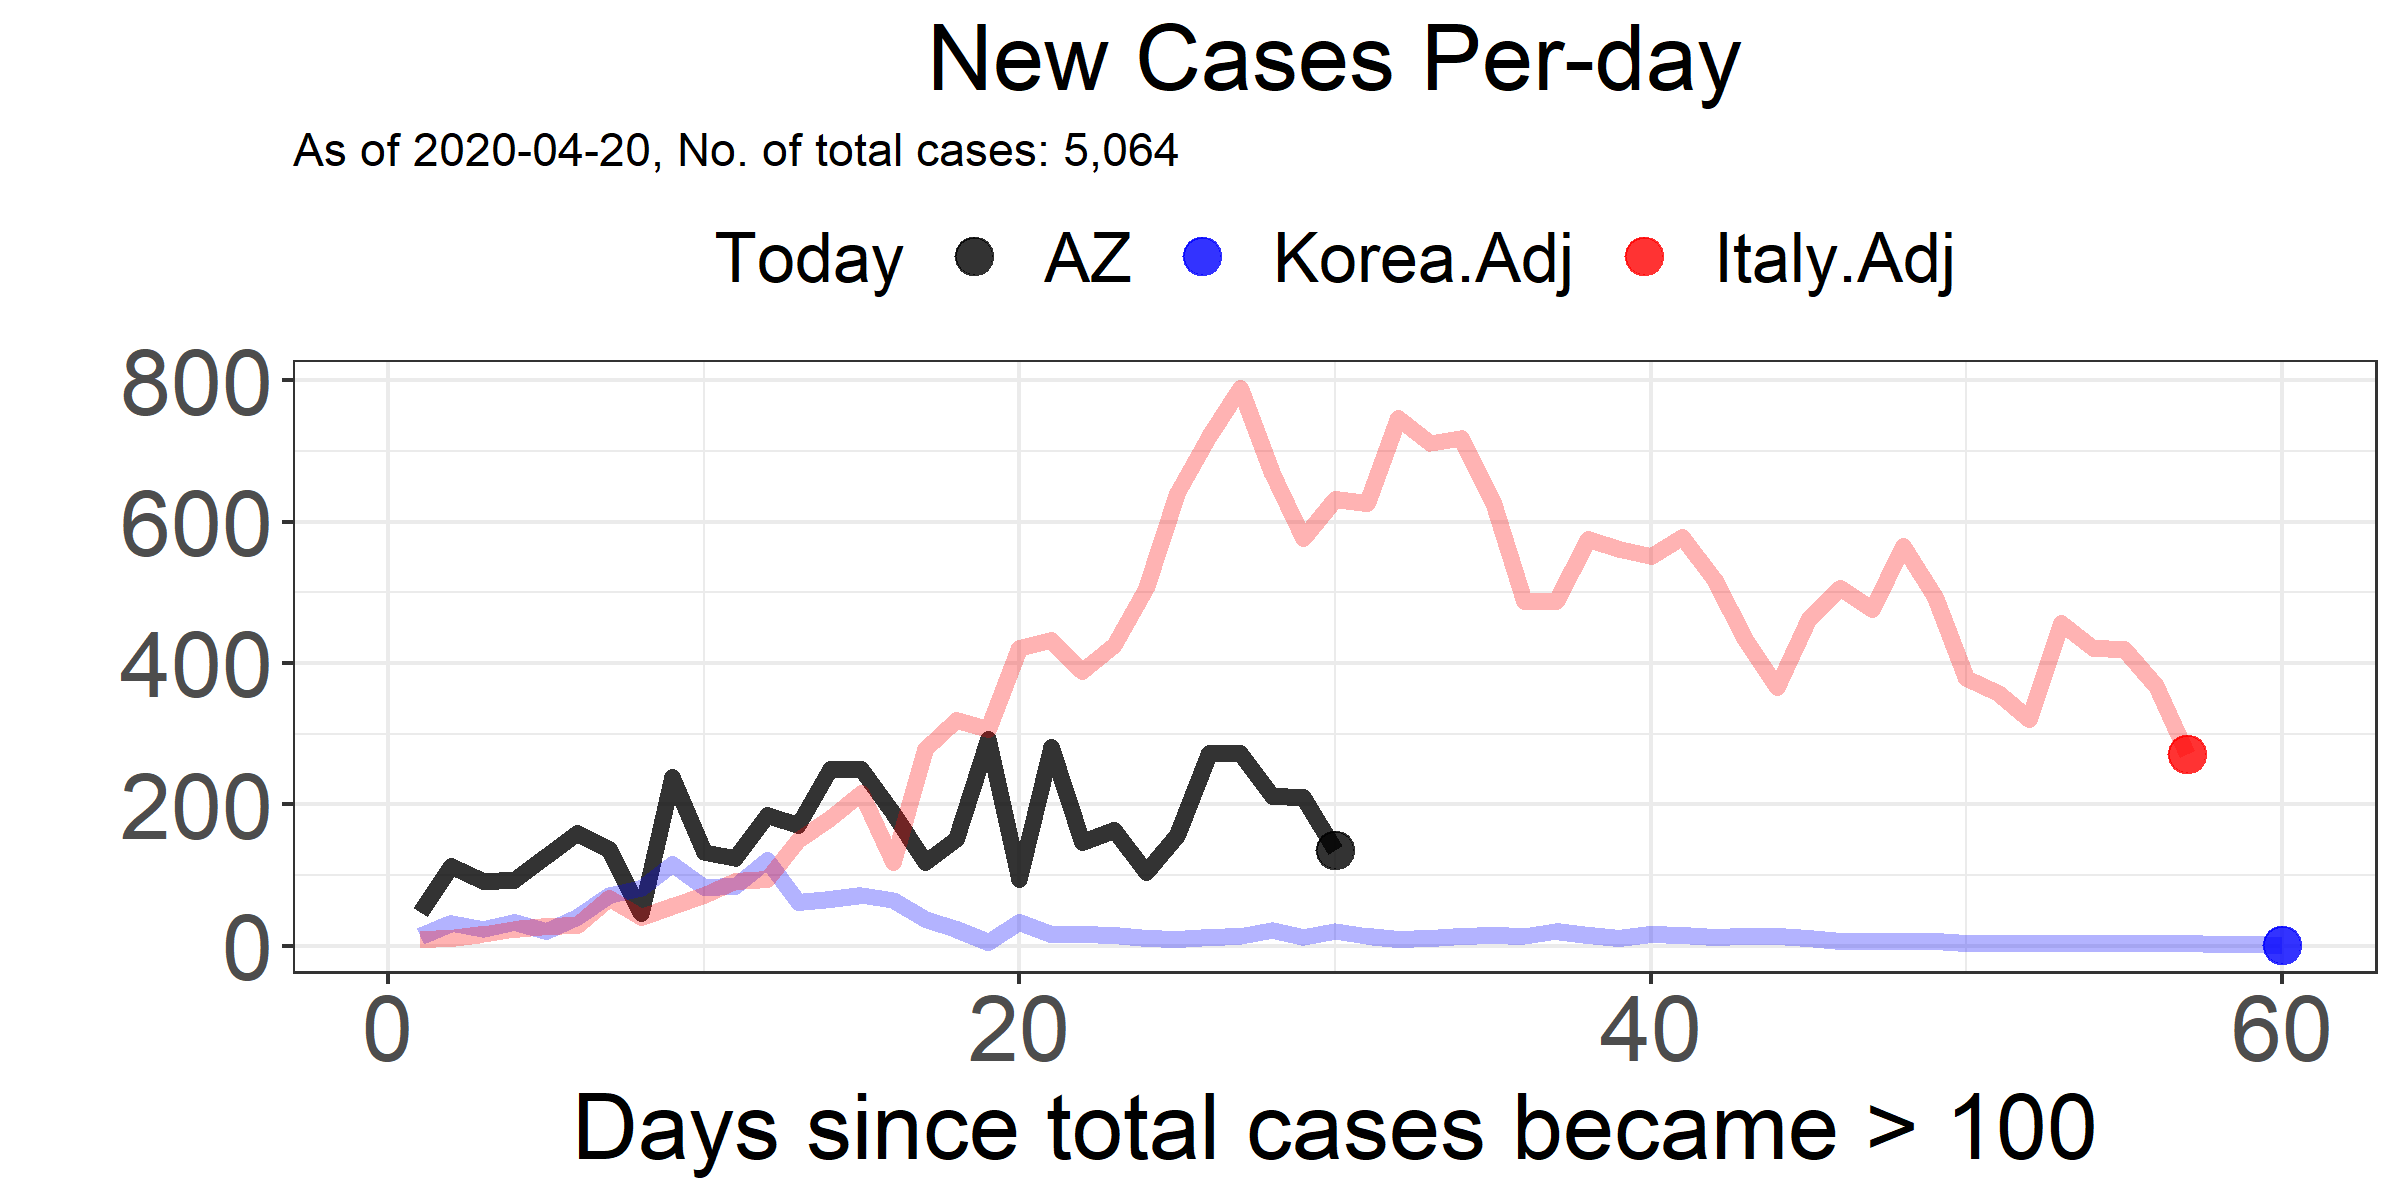 New Cases Per-day
As of 2020-04-20, No. of total cases: 5,064
Today AZ Korea.Adj Italy.Adj
800
600
400
200
0
0 20 40 60
Days since total cases became > 100